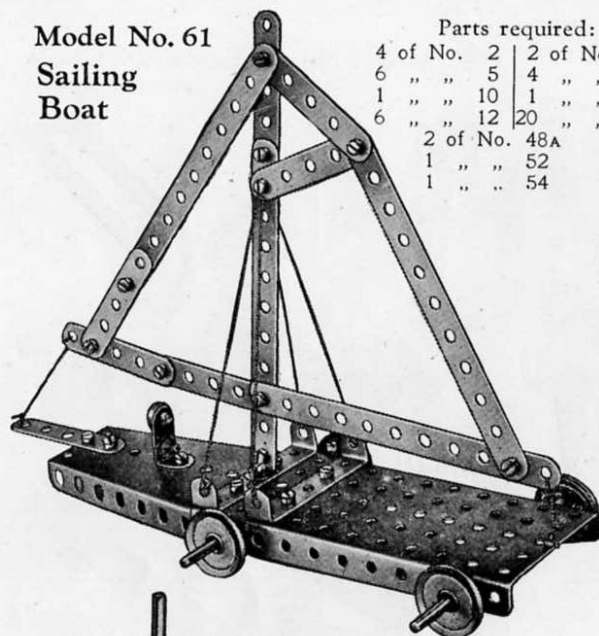 Model No. 61
Sailing
Boat
Parts required:
4 of No. 2 | 2 of No
6 „ „ 5 | 4 „ „
1 „ „ 10 | 1 „ „
6 „ „ 12 | 20 „ „
2 of No. 48A
1 „ „ 52
1 „ „ 54